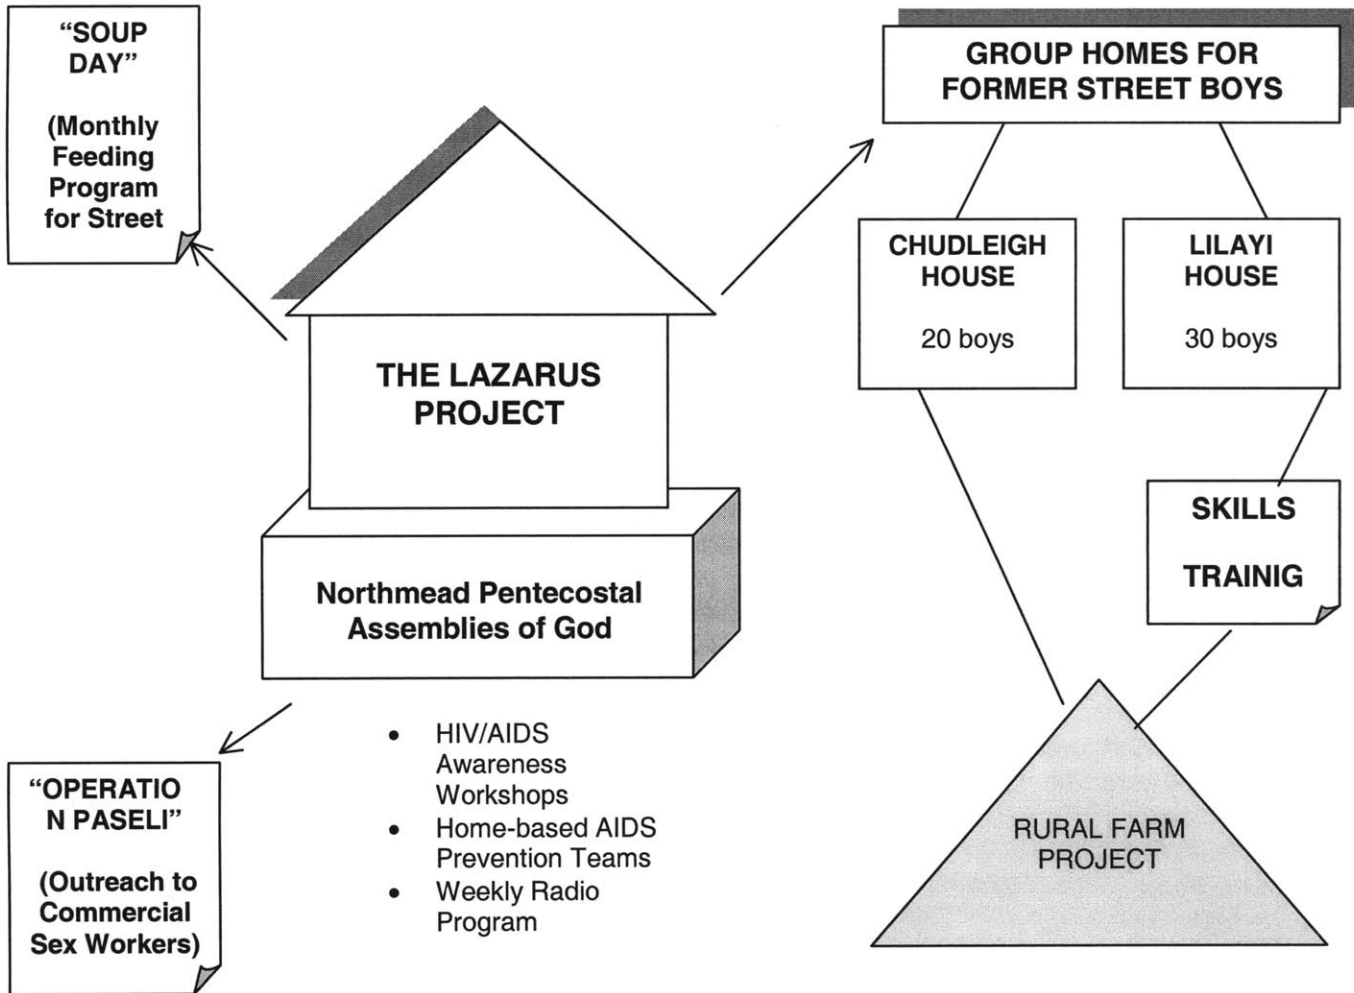 “SOUP
DAY”
(Monthly
Feeding
Program
for Street
GROUP HOMES FOR
FORMER STREET BOYS
CHUDLEIGH
HOUSE
20 boys
LILAYI
HOUSE
30 boys
THE LAZARUS
PROJECT
SKILLS
TRAINIG
Northmead Pentecostal
Assemblies of God
• HIV/AIDS
Awareness
Workshops
• Home-based AIDS
Prevention Teams
• Weekly Radio
Program
“OPERATIO
N PASELI”
(Outreach to
Commercial
Sex Workers)
RURAL FARM
PROJECT